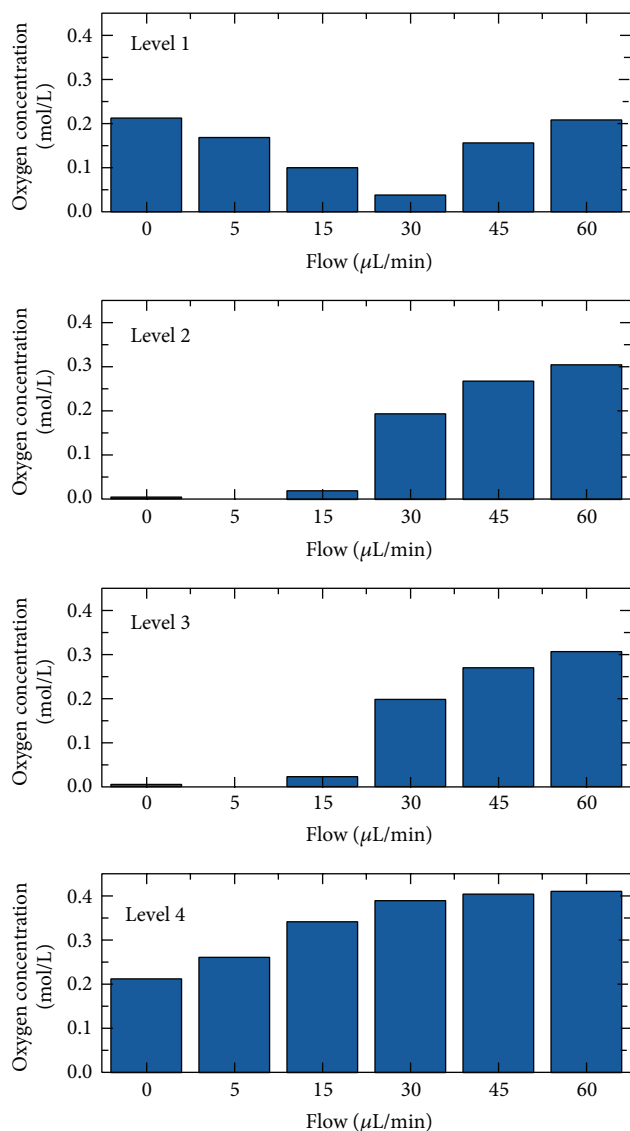 Oxygen concentration
(mol/L)
0.4
0.3
0.2
0.1
0.0
Level 1
0 5 15 30 45 60
Flow (μL/min)
Oxygen concentration
(mol/L)
0.4
0.3
0.2
0.1
0.0
Level 2
0 5 15 30 45 60
Flow (μL/min)
Oxygen concentration
(mol/L)
0.4
0.3
0.2
0.1
0.0
Level 3
0 5 15 30 45 60
Flow (μL/min)
Oxygen concentration
(mol/L)
0.4
0.3
0.2
0.1
0.0
Level 4
0 5 15 30 45 60
Flow (μL/min)